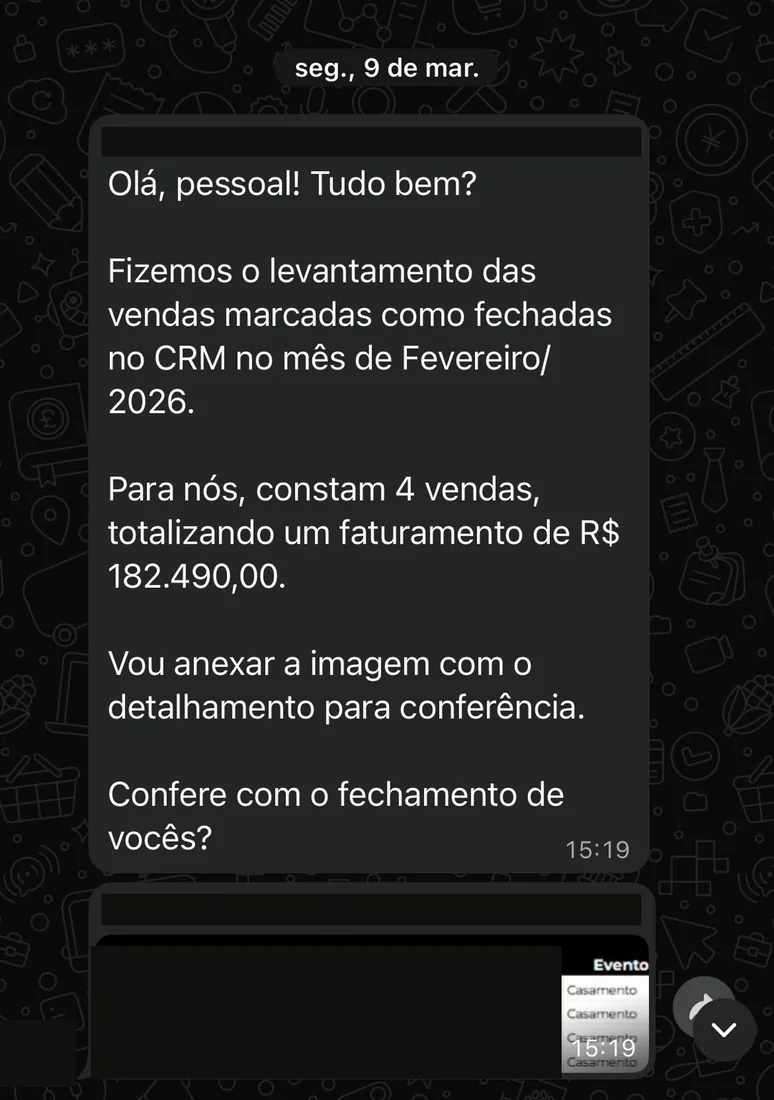 seg., 9 de mar.
Olá, pessoal! Tudo bem?
Fizemos o levantamento das
vendas marcadas como fechadas
no CRM no mês de Fevereiro/
2026.
Para nós, constam 4 vendas,
totalizando um faturamento de R$
182.490,00.
Vou anexar a imagem com o
detalhamento para conferência.
Confere com o fechamento de
vocês?
15:19
Evento
Casamento
Casamento
Casamento
15:19
Casamento